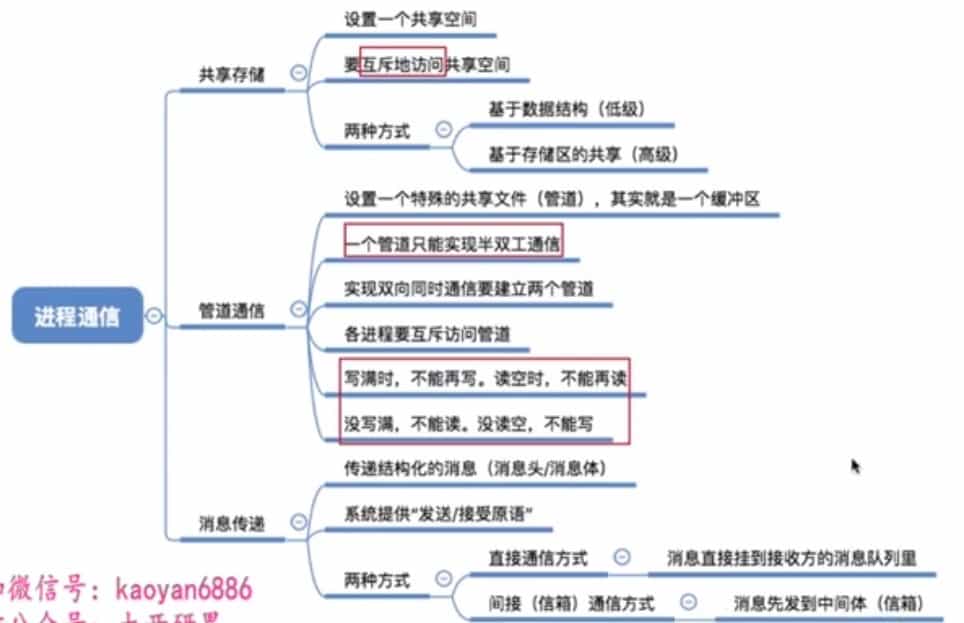 设置一个共享空间
要互斥地访问共享空间
共享存储
两种方式
基于数据结构（低级）
基于存储区的共享（高级）
设置一个特殊的共享文件（管道），其实就是一个缓冲区
一个管道只能实现半双工通信
实现双向同时通信要建立两个管道
进程通信
管道通信
各进程要互斥访问管道
写满时，不能再写。读空时，不能再读
没写满，不能读。没读空，不能写
传递结构化的消息（消息头/消息体）
消息传递
系统提供“发送/接受原语”
两种方式
直接通信方式
消息直接挂到接收方的消息队列里
间接（信箱）通信方式
消息先发到中间体（信箱）
微信号：kaoyan6886